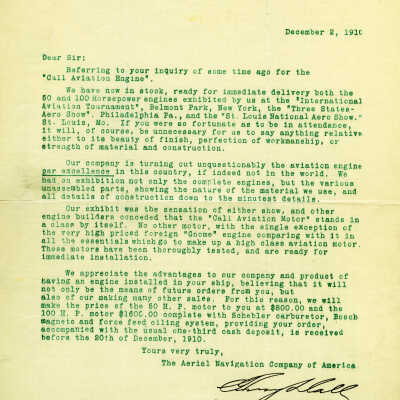 December 2, 1910
Dear Sir:
Referring to your inquiry of some time ago for the
"Call Aviation Engine".
We have now in stock, ready for immediate delivery both the
50 and 100 Horsepower engines exhibited by us at the "International
Aviation Tournament", Belmont Park, New York, the "Three States-
Aero Show". Philadelphia Pa., and the "St. Louis National Aero Show."
St. Louis, Mo. If you were so fortunate as to be in attendance,
it will, of course, be unnecessary for us to say anything relative
either to its beauty of finish, perfection of workmanship, or
strength of material and construction.
Our company is turning out unquestionably the aviation engine
par excellence in this country, if indeed not in the world. We
had on exhibition not only the complete engines, but the various
unassembled parts, showing the nature of the material we use, and
all details of construction down to the minutest details.
Our exhibit was the sensation of either show, and other
engine builders conceded that the "Call Aviation Motor" stands in
a class by itself. No other motor, with the single exception of
the very high priced foreign "Gnome" engine comparing with it in
all the essentials which go to make up a high class aviation motor.
These motors have been thoroughly tested, and are ready for
immediate installation.
We appreciate the advantages to our company and product of
having an engine installed in your ship, believing that it will
not only be the means of future orders from you, but
also of our making many other sales. For this reason, we will
make the price of the 50 H. P. motor to you at $800.00 and the
100 H. P. motor $1600.00 complete with Schebler carburetor, Bosch
magneto and force feed oiling system, providing your order,
accompanied with the usual one-third cash deposit, is received
before the 20th of December, 1910.
Yours very truly,
The Aerial Navigation Company of America